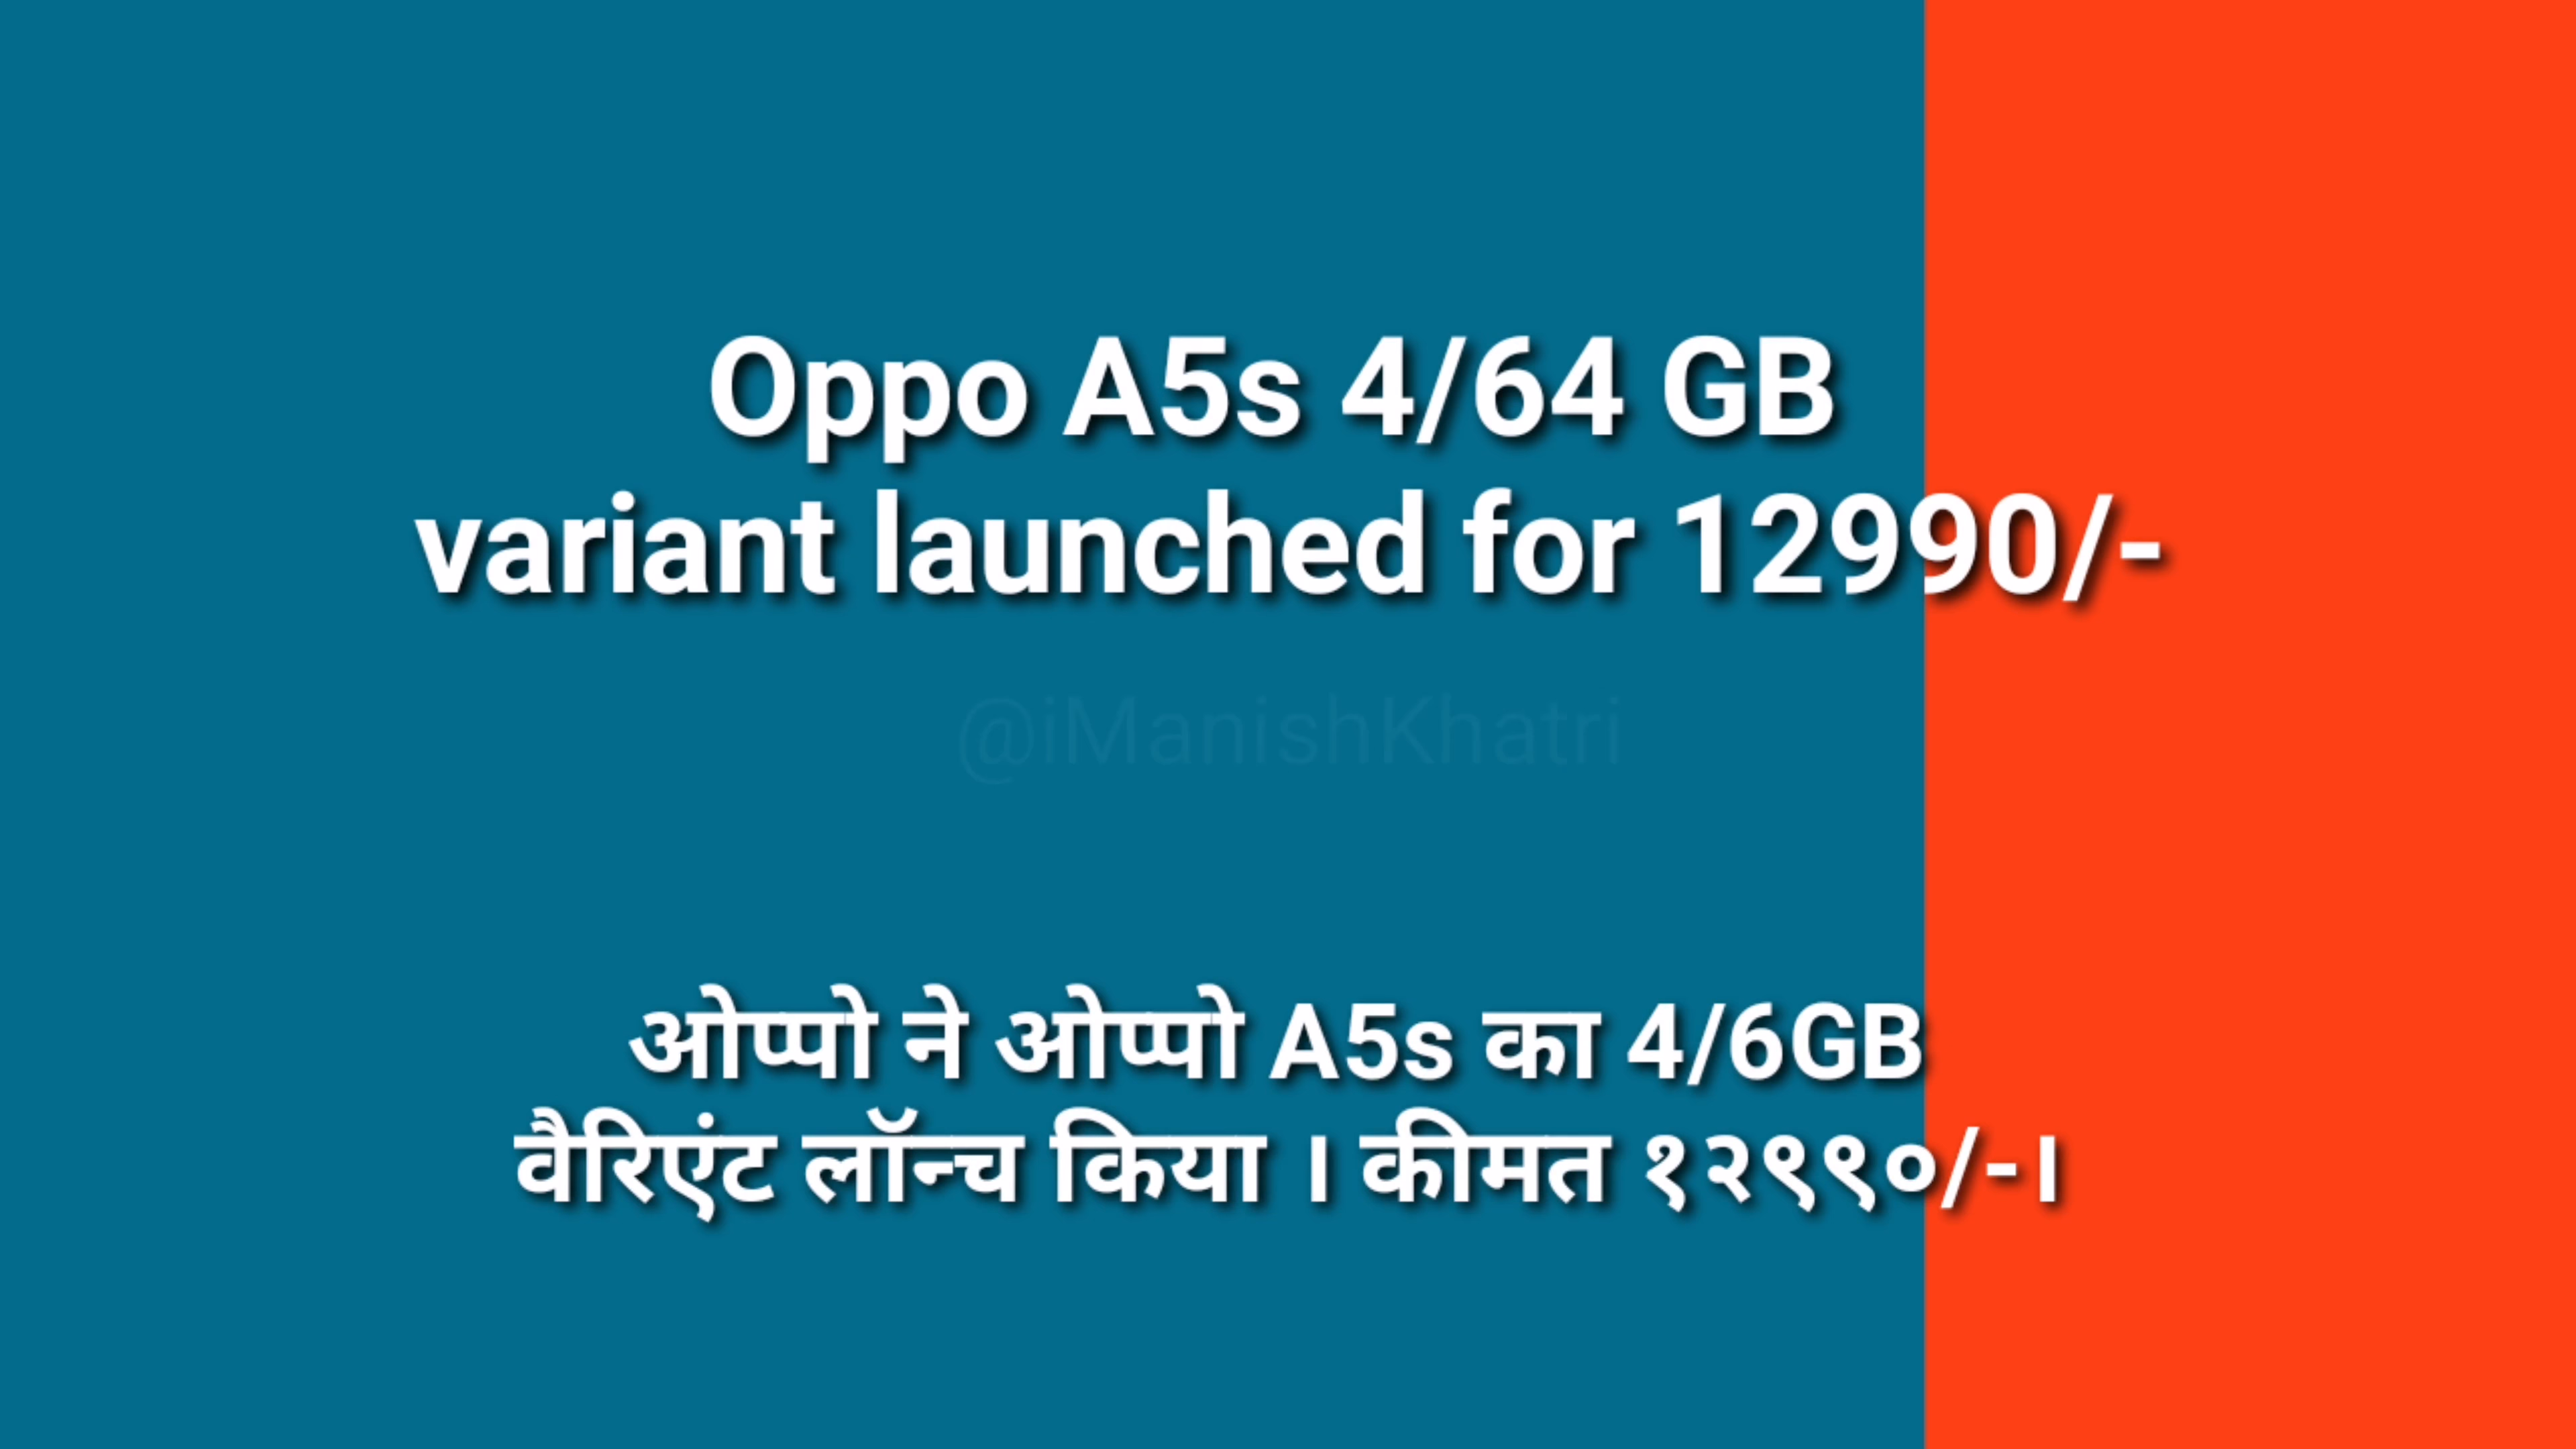 Oppo A5s 4/64 GB
variant launched for 12990/-
@iManishKhatri
ओप्पो ने ओप्पो A5s का 4/6GB
वैरिएंट लॉन्च किया । कीमत १२९९०/-।